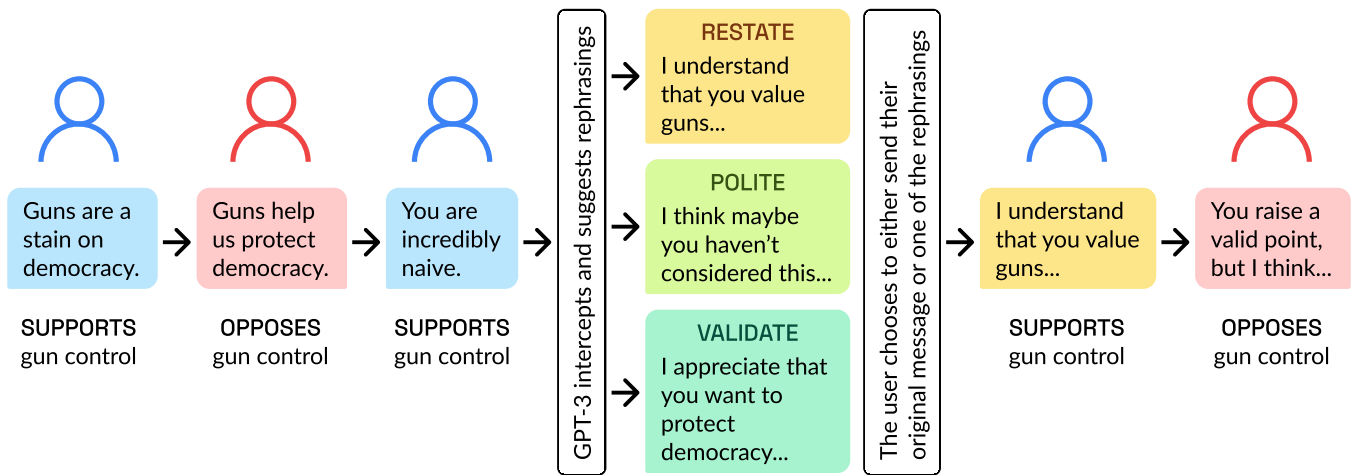 Guns are a
stain on
democracy.
SUPPORTS
gun control
Guns help
us protect
democracy.
OPPOSES
gun control
You are
incredibly
naive.
SUPPORTS
gun control
GPT-3 intercepts and suggests rephrasings
RESTATE
I understand
that you value
guns...
POLITE
I think maybe
you haven’t
considered this...
VALIDATE
I appreciate that
you want to
protect
democracy...
The user chooses to either send their
original message or one of the rephrasings
I understand
that you value
guns...
SUPPORTS
gun control
You raise a
valid point,
but I think...
OPPOSES
gun control